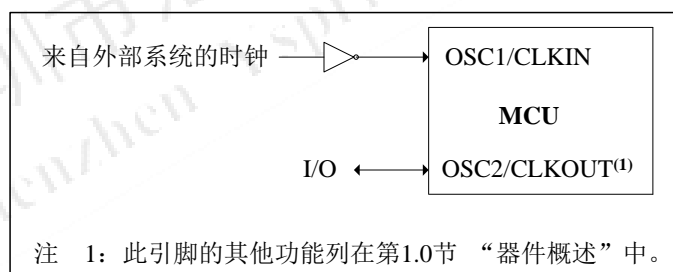 来自外部系统的时钟
OSC1/CLKIN
MCU
I/O
OSC2/CLKOUT(1)
注 1：此引脚的其他功能列在第1.0节 “器件概述”中。